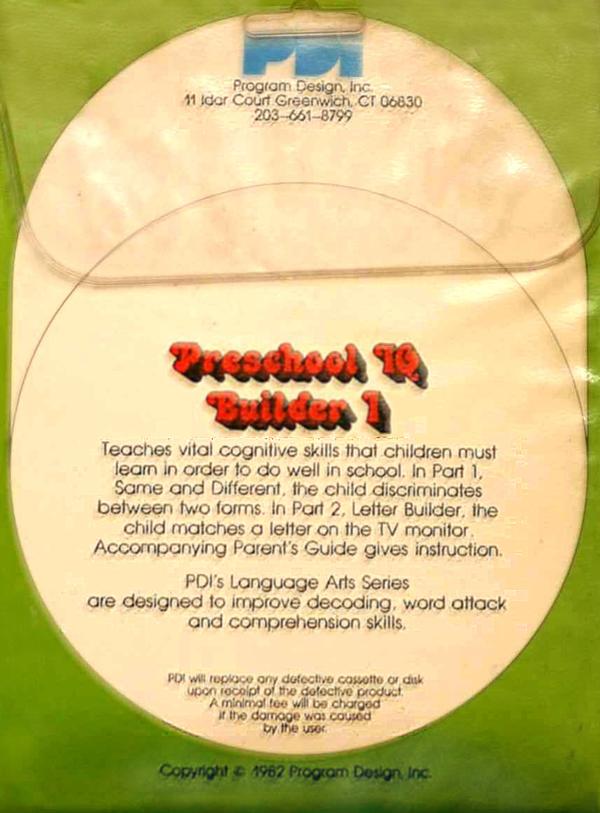 PDI
Program Design, Inc.
11 Idar Court Greenwich, CT 06830
203-661-8799
Preschool IQ
Builder 1
Teaches vital cognitive skills that children must
learn in order to do well in school. In Part 1,
Same and Different, the child discriminates
between two forms. In Part 2, Letter Builder, the
child matches a letter on the TV monitor.
Accompanying Parent's Guide gives instruction.
PDI's Language Arts Series
are designed to improve decoding, word attack
and comprehension skills.
PDI will replace any defective cassette or disk
upon receipt of the defective product.
A minimal fee will be charged
if the damage was caused
by the user.
Copyright © 1982 Program Design, Inc.